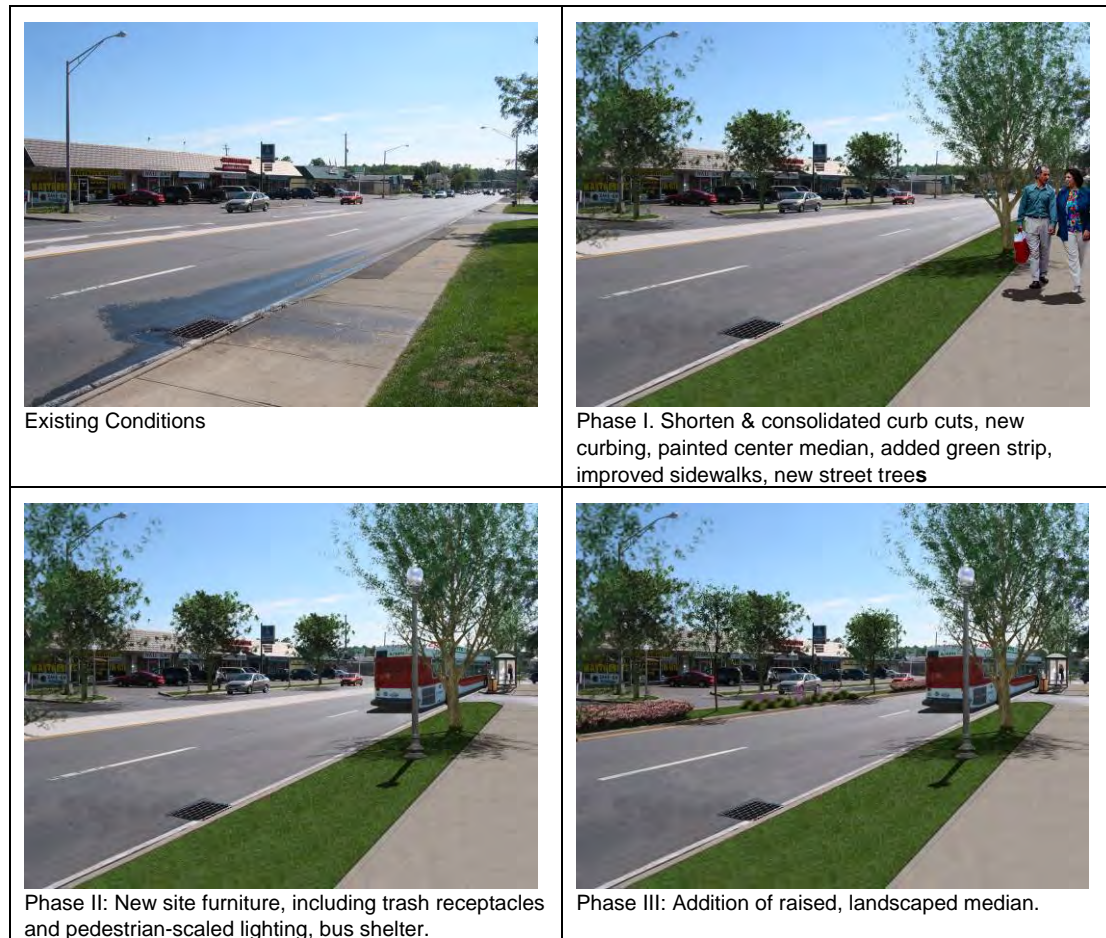 Existing Conditions
Phase I. Shorten & consolidated curb cuts, new
curbing, painted center median, added green strip,
improved sidewalks, new street trees
Phase II: New site furniture, including trash receptacles
and pedestrian-scaled lighting, bus shelter.
Phase III: Addition of raised, landscaped median.